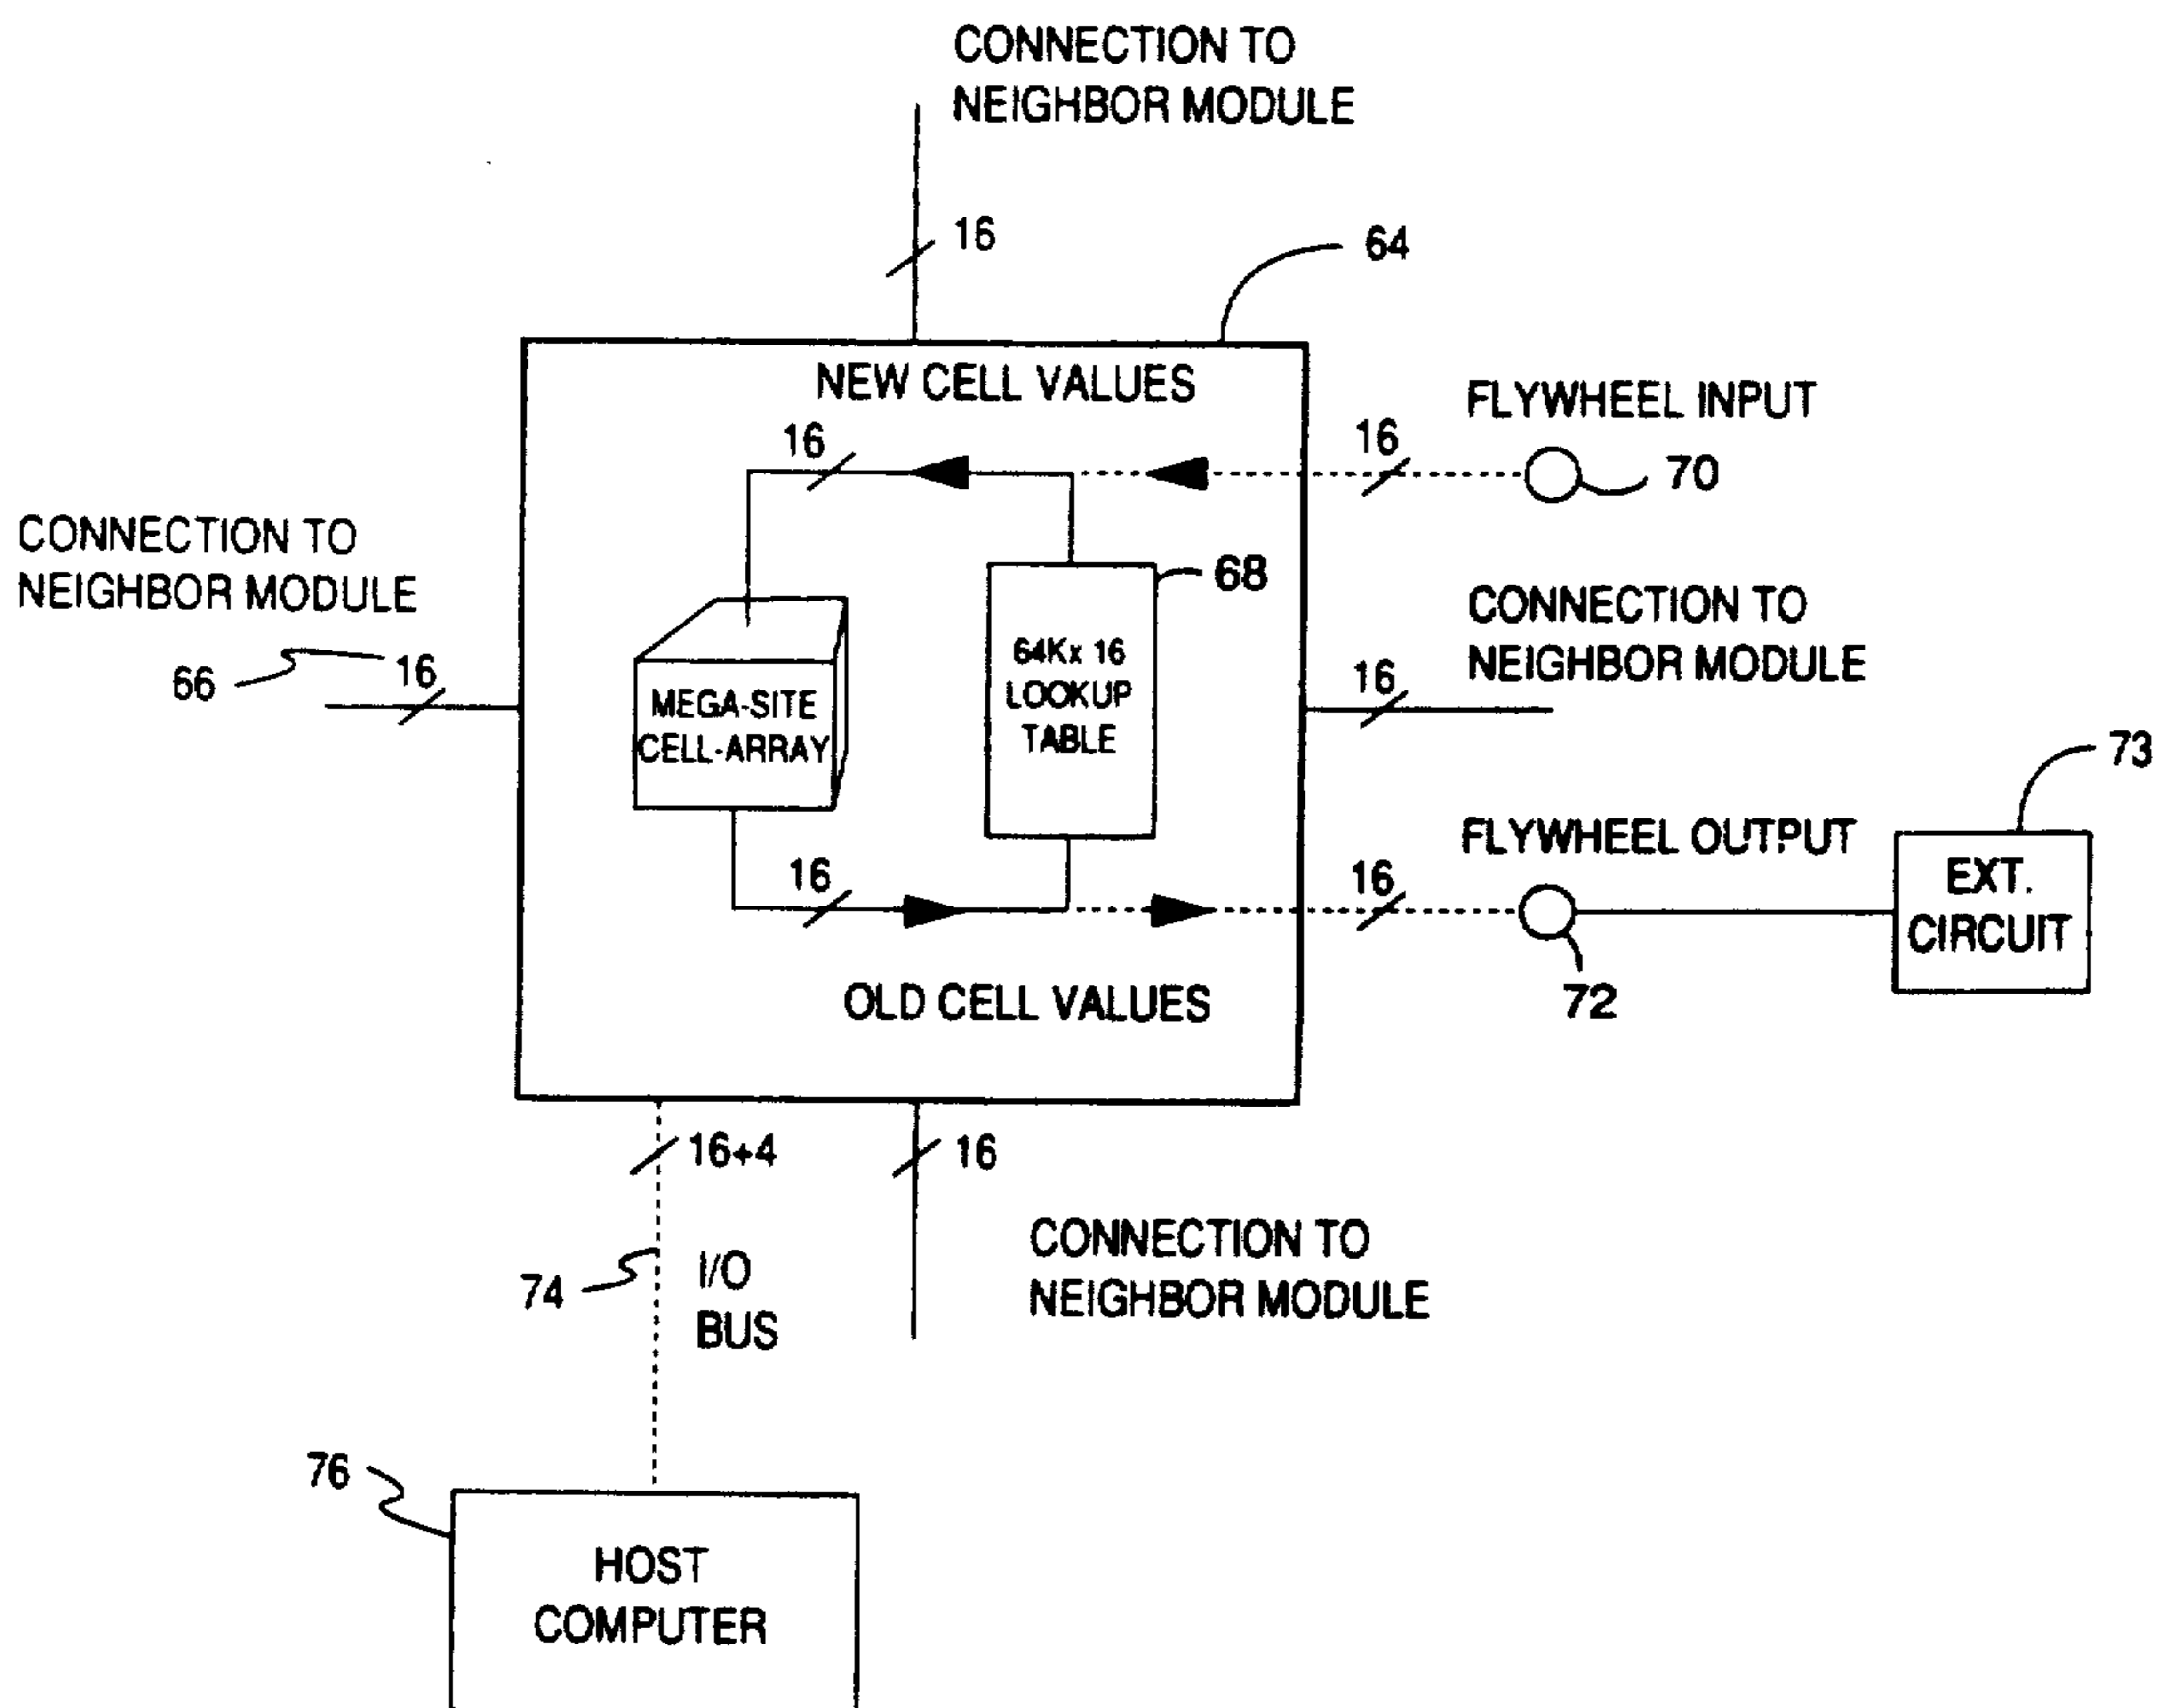 CONNECTION TO
NEIGHBOR MODULE
16
64
NEW CELL VALUES
16
16
FLYWHEEL INPUT
70
CONNECTION TO
NEIGHBOR MODULE
66
16
68
64Kx 16
LOOKUP
TABLE
MEGA-SITE
CELL-ARRAY
CONNECTION TO
NEIGHBOR MODULE
16
73
FLYWHEEL OUTPUT
16
16
72
EXT.
CIRCUIT
OLD CELL VALUES
16+4
16
74
I/O
BUS
CONNECTION TO
NEIGHBOR MODULE
76
HOST
COMPUTER